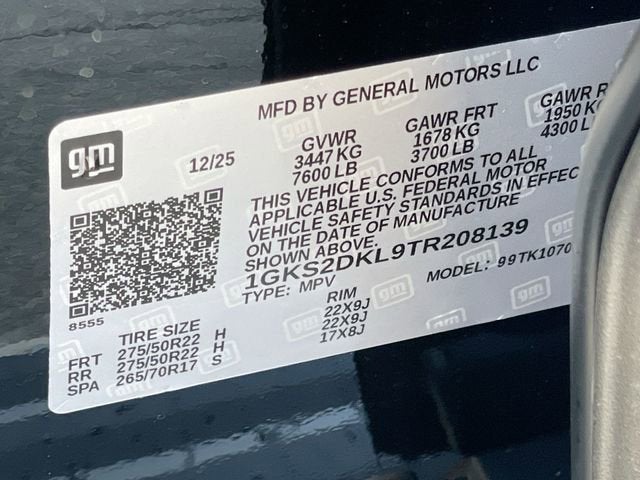 MFD BY GENERAL MOTORS LLC
gm
12/25
GVWR GAWR FRT GAWR R
3447 KG 1678 KG 1950 K
7600 LB 3700 LB 4300 L
THIS VEHICLE CONFORMS TO ALL
APPLICABLE U.S. FEDERAL MOTOR
VEHICLE SAFETY STANDARDS IN EFFEC
ON THE DATE OF MANUFACTURE
SHOWN ABOVE.
1GKS2DKL9TR208139
TYPE: MPV MODEL: 99TK1070
8555
TIRE SIZE RIM
FRT 275/50R22 H 22X9J
RR 275/50R22 H 22X9J
SPA 265/70R17 S 17X8J